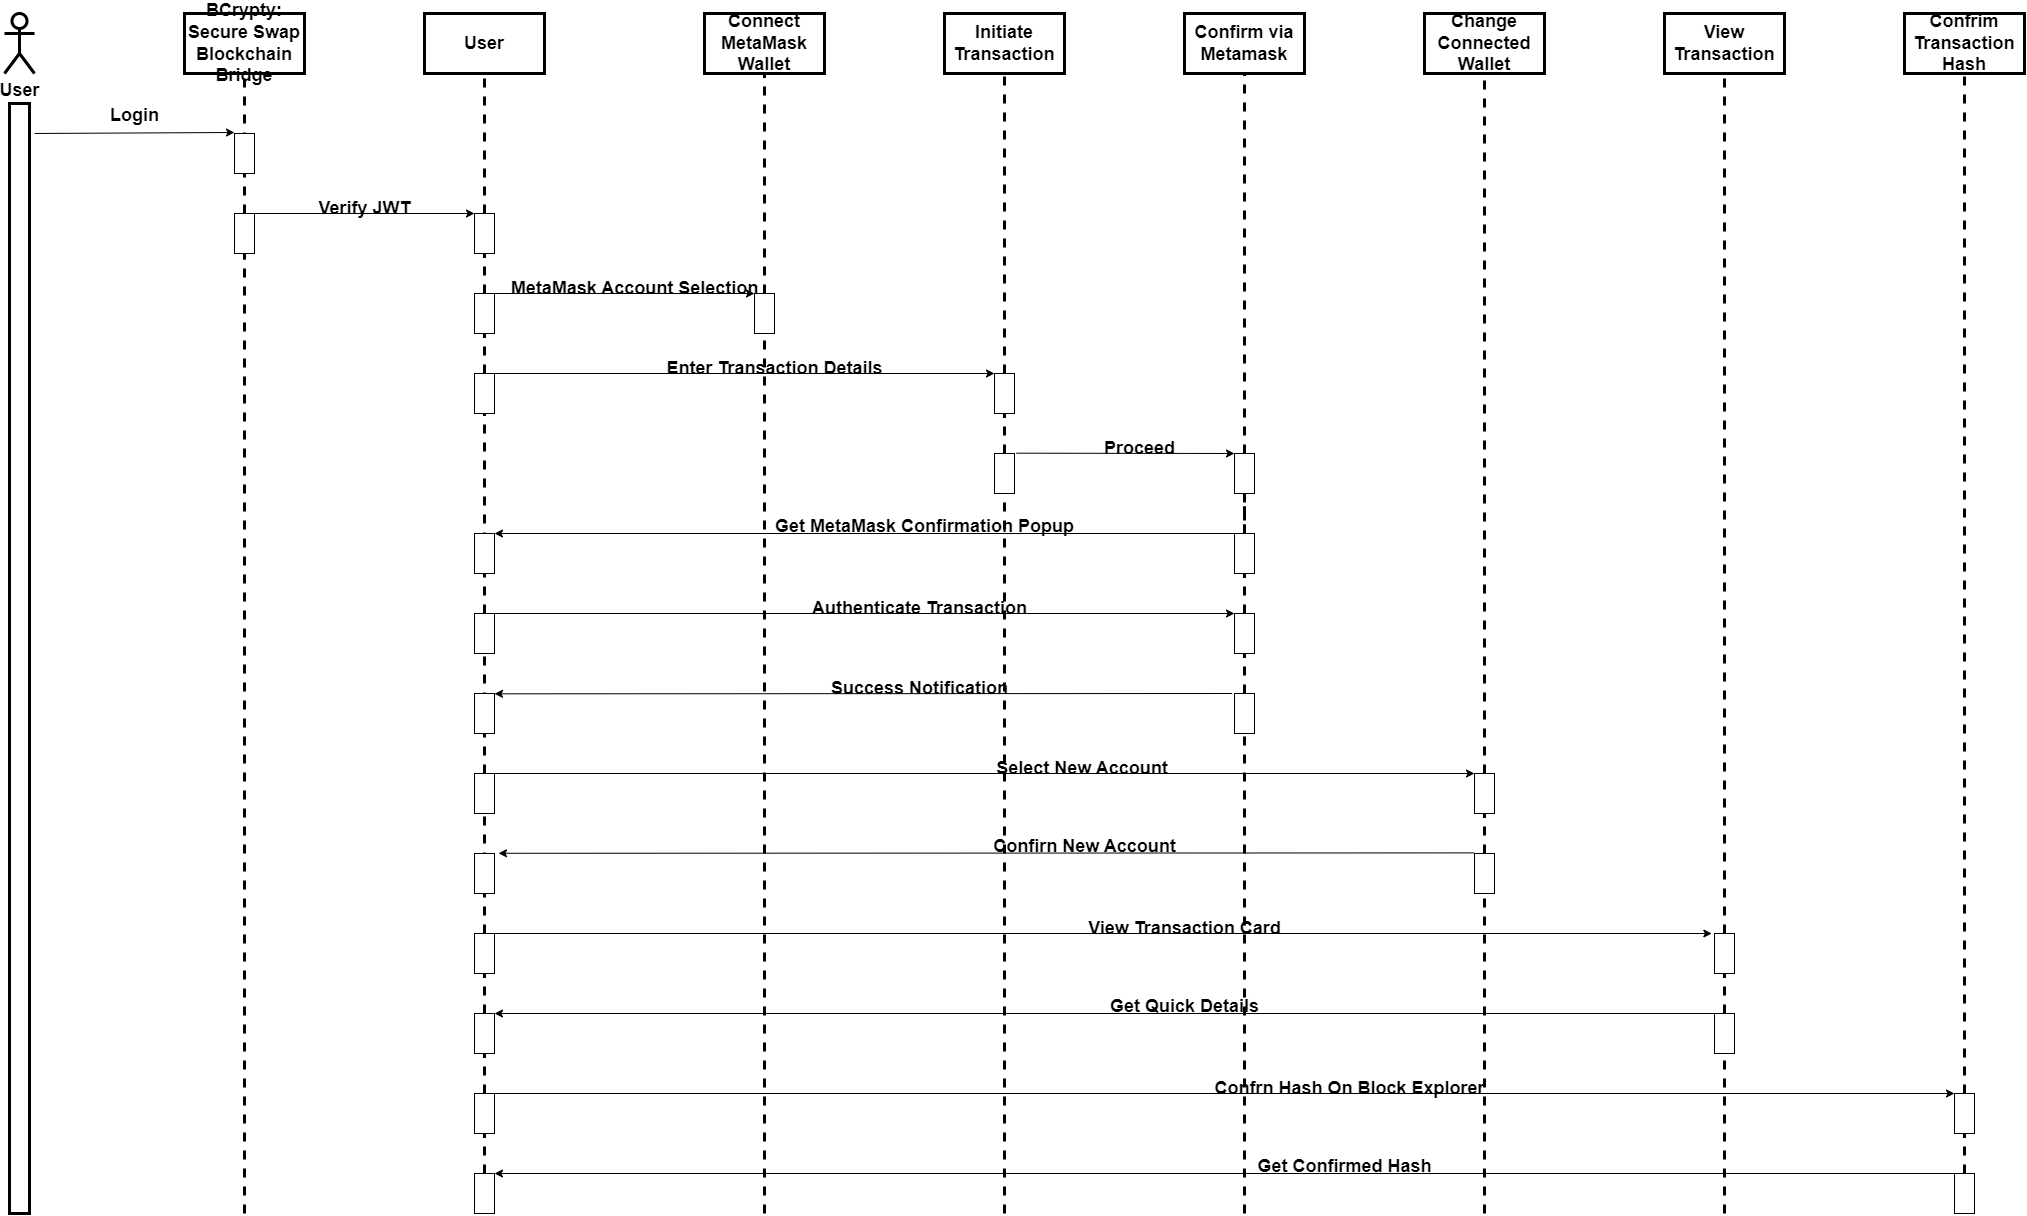 User
BCrypty:
Secure Swap
Blockchain
Bridge
User
Connect
MetaMask
Wallet
Initiate
Transaction
Confirm via
Metamask
Change
Connected
Wallet
View
Transaction
Confrim
Transaction
Hash
Login
Verify JWT
MetaMask Account Selection
Enter Transaction Details
Proceed
Get MetaMask Confirmation Popup
Authenticate Transaction
Success Notification
Select New Account
Confirn New Account
View Transaction Card
Get Quick Details
Confrn Hash On Block Explorer
Get Confirmed Hash